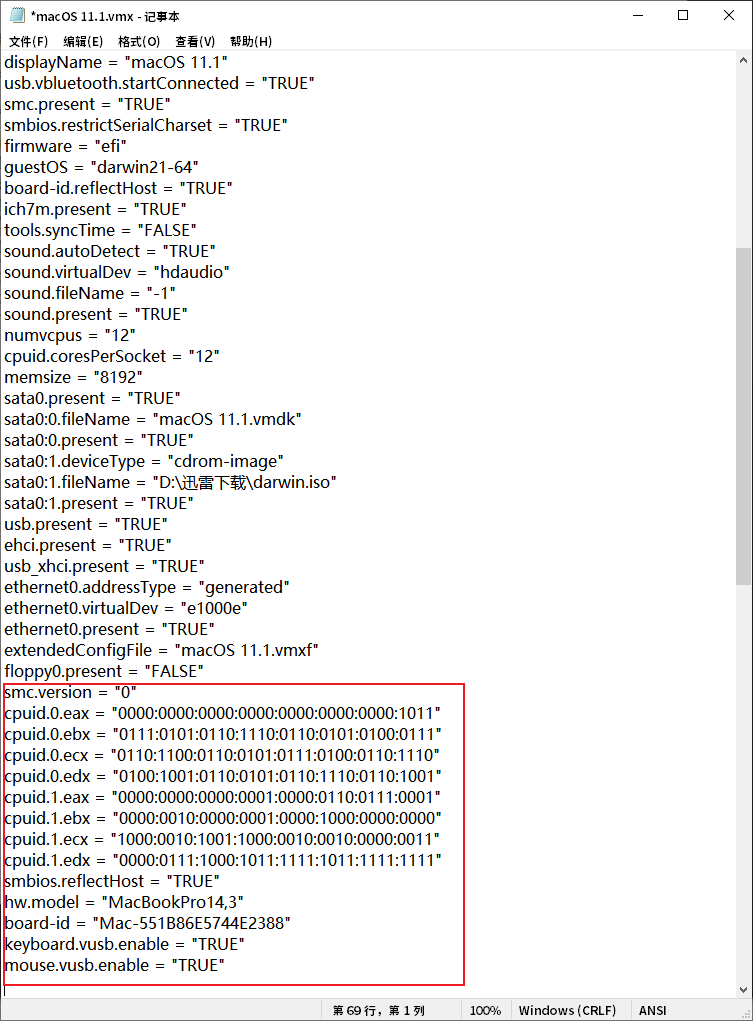 *macOS 11.1.vmx - 记事本
文件(F) 编辑(E) 格式(O) 查看(V) 帮助(H)
displayName = "macOS 11.1"
usb.vbluetooth.startConnected = "TRUE"
smc.present = "TRUE"
smbios.restrictSerialCharset = "TRUE"
firmware = "efi"
guestOS = "darwin21-64"
board-id.reflectHost = "TRUE"
ich7m.present = "TRUE"
tools.syncTime = "FALSE"
sound.autoDetect = "TRUE"
sound.virtualDev = "hdaudio"
sound.fileName = "-1"
sound.present = "TRUE"
numvcpus = "12"
cpuid.coresPerSocket = "12"
memsize = "8192"
sata0.present = "TRUE"
sata0:0.fileName = "macOS 11.1.vmdk"
sata0:0.present = "TRUE"
sata0:1.deviceType = "cdrom-image"
sata0:1.fileName = "D:\迅雷下载\darwin.iso"
sata0:1.present = "TRUE"
usb.present = "TRUE"
ehci.present = "TRUE"
usb_xhci.present = "TRUE"
ethernet0.addressType = "generated"
ethernet0.virtualDev = "e1000e"
ethernet0.present = "TRUE"
extendedConfigFile = "macOS 11.1.vmxf"
floppy0.present = "FALSE"
smc.version = "0"
cpuid.0.eax = "0000:0000:0000:0000:0000:0000:0000:1011"
cpuid.0.ebx = "0111:0101:0110:1110:0110:0101:0100:0111"
cpuid.0.ecx = "0110:1100:0110:0101:0111:0100:0110:1110"
cpuid.0.edx = "0100:1001:0110:0101:0110:1110:0110:1001"
cpuid.1.eax = "0000:0000:0000:0001:0000:0110:0111:0001"
cpuid.1.ebx = "0000:0010:0000:0001:0000:1000:0000:0000"
cpuid.1.ecx = "1000:0010:1001:1000:0010:0010:0000:0011"
cpuid.1.edx = "0000:0111:1000:1011:1111:1011:1111:1111"
smbios.reflectHost = "TRUE"
hw.model = "MacBookPro14,3"
board-id = "Mac-551B86E5744E2388"
keyboard.vusb.enable = "TRUE"
mouse.vusb.enable = "TRUE"
第 69 行，第 1 列 100% Windows (CRLF) ANSI